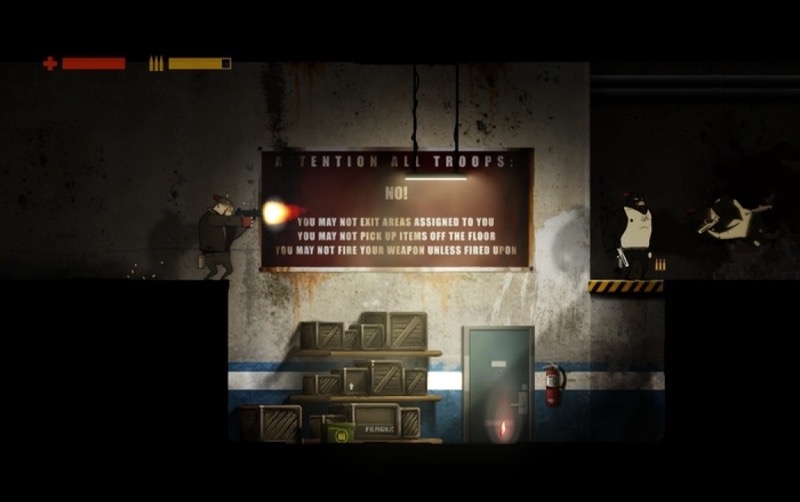 ATTENTION ALL TROOPS:
NO!
YOU MAY NOT EXIT AREAS ASSIGNED TO YOU
YOU MAY NOT PICK UP ITEMS OFF THE FLOOR
YOU MAY NOT FIRE YOUR WEAPON UNLESS FIRED UPON
FRAGILE